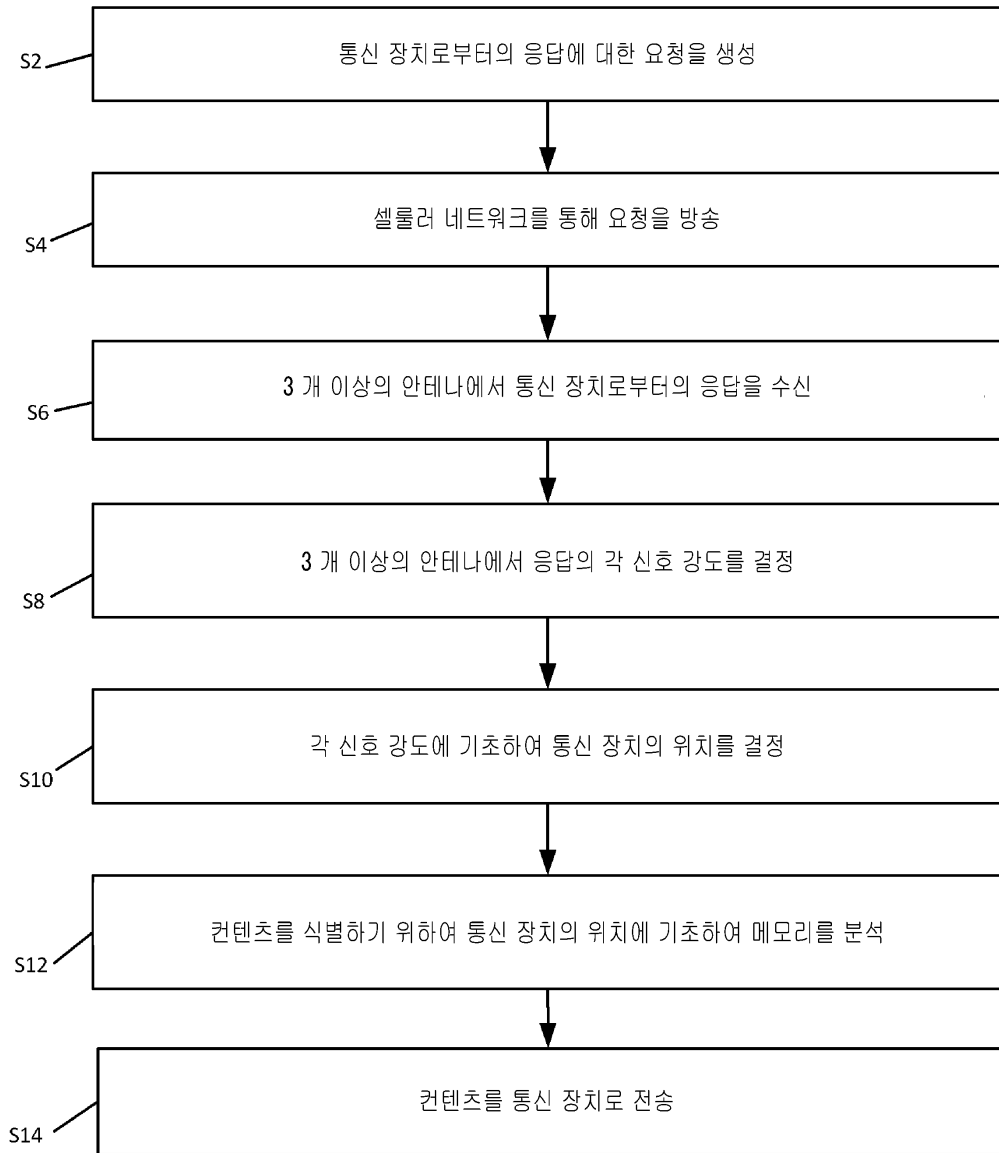 통신 장치로부터의 응답에 대한 요청을 생성
S2
셀룰러 네트워크를 통해 요청을 방송
S4
3 개 이상의 안테나에서 통신 장치로부터의 응답을 수신
S6
3 개 이상의 안테나에서 응답의 각 신호 강도를 결정
S8
각 신호 강도에 기초하여 통신 장치의 위치를 결정
S10
컨텐츠를 식별하기 위하여 통신 장치의 위치에 기초하여 메모리를 분석
S12
컨텐츠를 통신 장치로 전송
S14